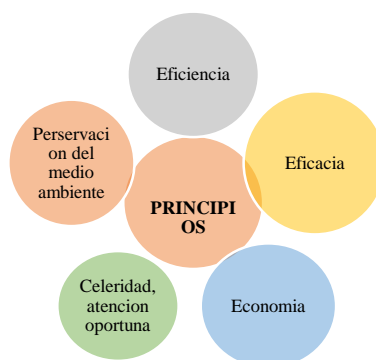 Eficiencia
Perservaci
on del
medio
ambiente
Eficacia
PRINCIPI
OS
Celeridad,
atencion
oportuna
Economia